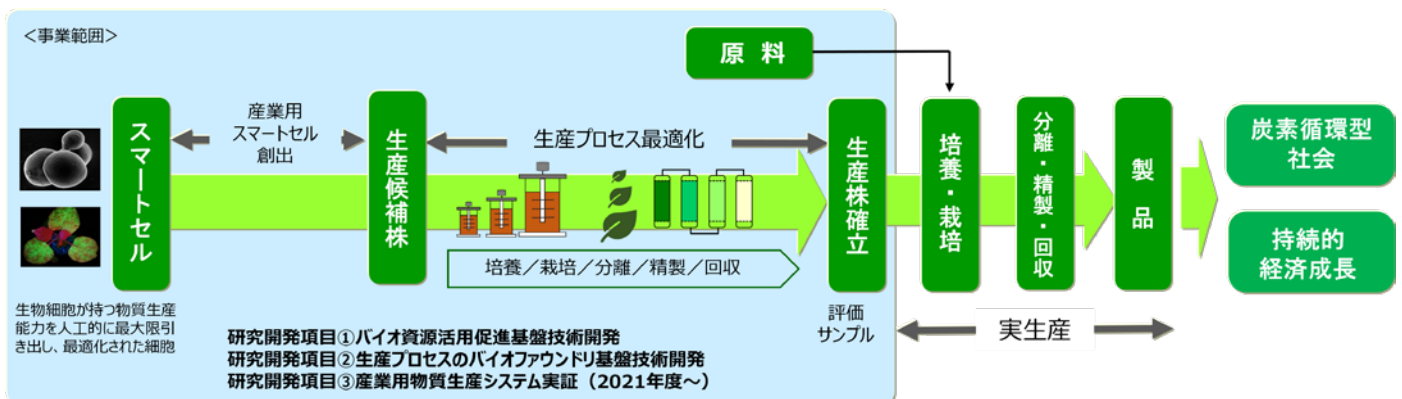 ＜事業範囲＞
原料
スマートセル
産業用
スマートセル
創出
生産候補株
生産プロセス最適化
生産株確立
培養・栽培
分離・精製・回収
製品
炭素循環型
社会
持続的
経済成長
培養／栽培／分離／精製／回収
生物細胞が持つ物質生産
能力を人工的に最大限引
き出し、最適化された細胞
評価
サンプル
実生産
研究開発項目①バイオ資源活用促進基盤技術開発
研究開発項目②生産プロセスのバイオファウンドリ基盤技術開発
研究開発項目③産業用物質生産システム実証（2021年度～）